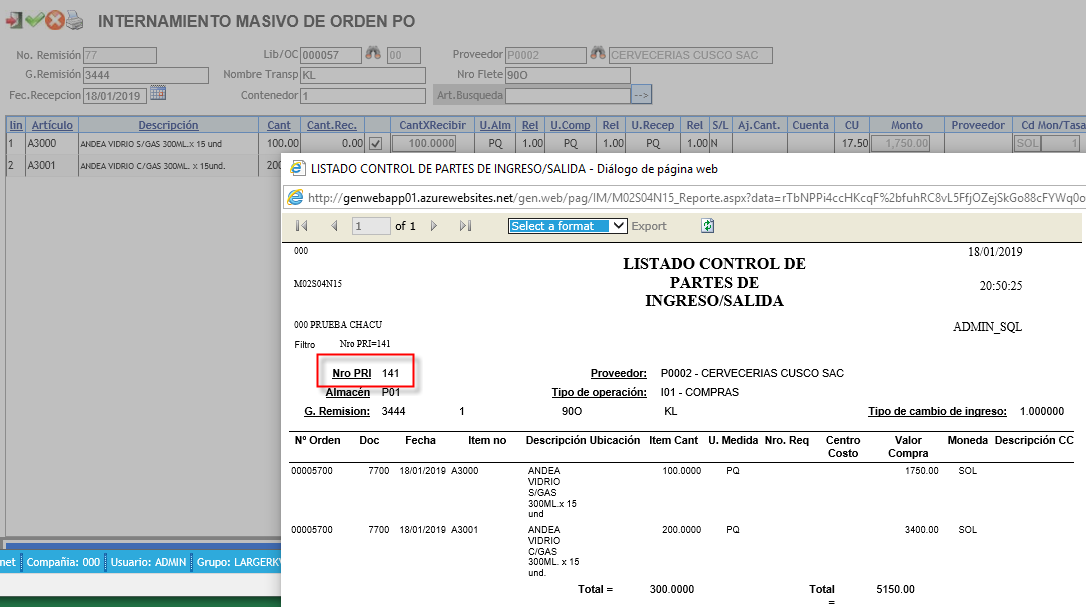 INTERNAMIENTO MASIVO DE ORDEN PO
No. Remisión 77 Lib/OC 000057 00 Proveedor P0002 CERVECERIAS CUSCO SAC
G.Remisión 3444 Nombre Transp KL Nro Flete 90O
Fec.Recepcion 18/01/2019 Contenedor 1 Art.Busqueda -->
lin Artículo Descripción Cant Cant.Rec. CantXRecibir U.Alm Rel U.Comp Rel U.Recep Rel S/L Aj.Cant. Cuenta CU Monto Proveedor Cd Mon/Tasa
1 A3000 ANDEA VIDRIO S/GAS 300ML.x 15 und 100.00 0.00 100.0000 PQ 1.00 PQ 1.00 PQ 1.00 N 17.50 1,750.00 SOL 1
2 A3001 ANDEA VIDRIO C/GAS 300ML. x 15und. 200
LISTADO CONTROL DE PARTES DE INGRESO/SALIDA - Diálogo de página web
http://genwebapp01.azurewebsites.net/gen.web/pag/IM/M02S04N15_Reporte.aspx?data=rTbNPPi4ccHKcqF%2bfuhRC8vL5FfjOZejSkGo88cFYWq0o
1 of 1 Select a format Export
000 18/01/2019
LISTADO CONTROL DE
PARTES DE
INGRESO/SALIDA
M02S04N15 20:50:25
000 PRUEBA CHACU ADMIN_SQL
Filtro Nro PRI=141
Nro PRI 141 Proveedor: P0002 - CERVECERIAS CUSCO SAC
Almacén P01 Tipo de operación: I01 - COMPRAS
G. Remision: 3444 1 90O KL Tipo de cambio de ingreso: 1.000000
Nº Orden Doc Fecha Item no Descripción Ubicación Item Cant U. Medida Nro. Req Centro Valor Moneda Descripción CC
Costo Compra
00005700 7700 18/01/2019 A3000 ANDEA 100.0000 PQ 1750.00 SOL
VIDRIO
S/GAS
300ML.x 15
und
00005700 7700 18/01/2019 A3001 ANDEA 200.0000 PQ 3400.00 SOL
VIDRIO
C/GAS
300ML. x 15
und.
Total = 300.0000 Total 5150.00
=
net Compañia: 000 Usuario: ADMIN Grupo: LARGERK